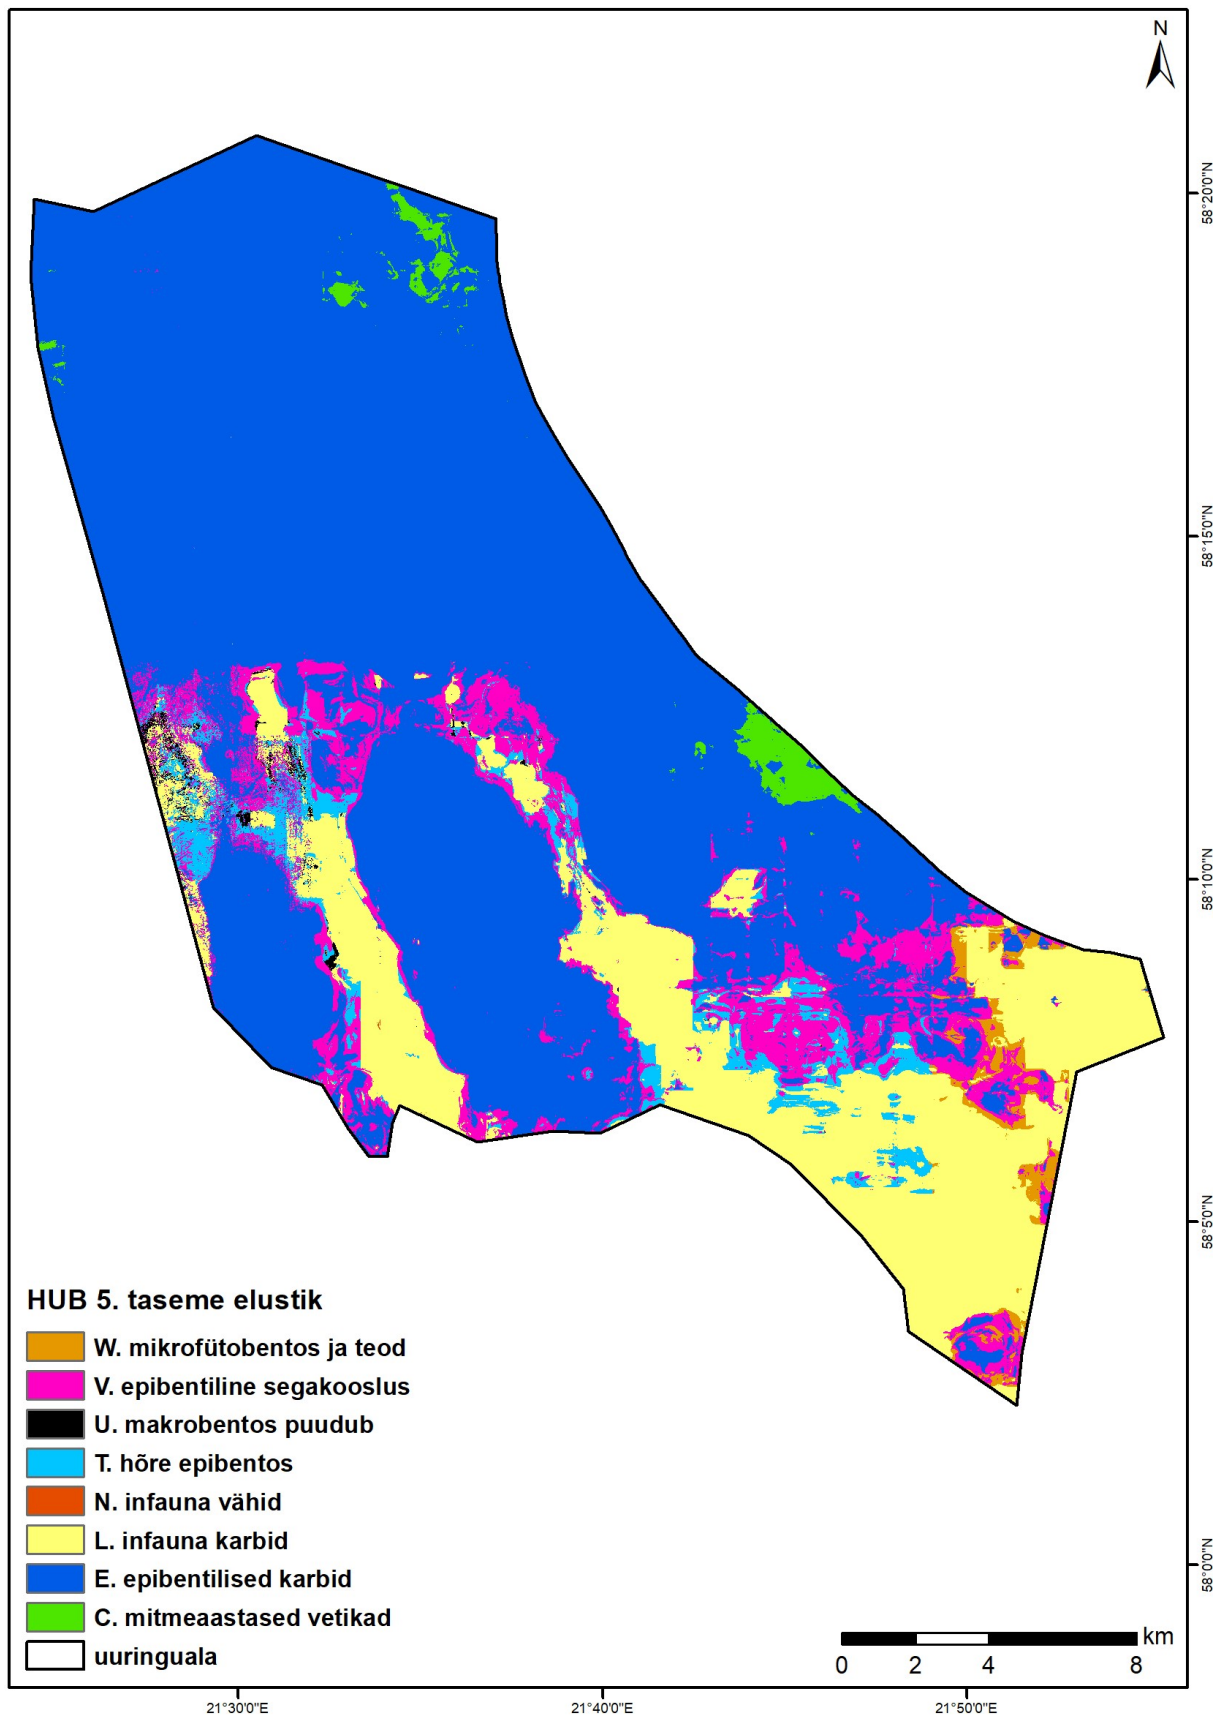 N
58°20'0"N
58°15'0"N
58°10'0"N
58°5'0"N
58°0'0"N
HUB 5. taseme elustik
W. mikrofütobentos ja teod
V. epibentiline segakooslus
U. makrobentos puudub
T. hõre epibentos
N. infauna vähid
L. infauna karbid
E. epibentilised karbid
C. mitmeaastased vetikad
uuringuala
km
0 2 4 8
21°30'0"E 21°40'0"E 21°50'0"E